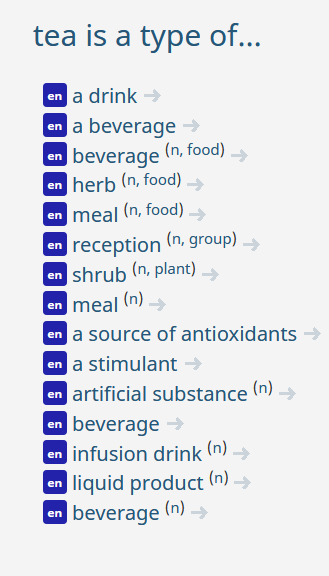 tea is a type of...
en a drink →
en a beverage →
en beverage (n, food) →
en herb (n, food) →
en meal (n, food) →
en reception (n, group) →
en shrub (n, plant) →
en meal (n) →
en a source of antioxidants →
en a stimulant →
en artificial substance (n) →
en beverage →
en infusion drink (n) →
en liquid product (n) →
en beverage (n) →